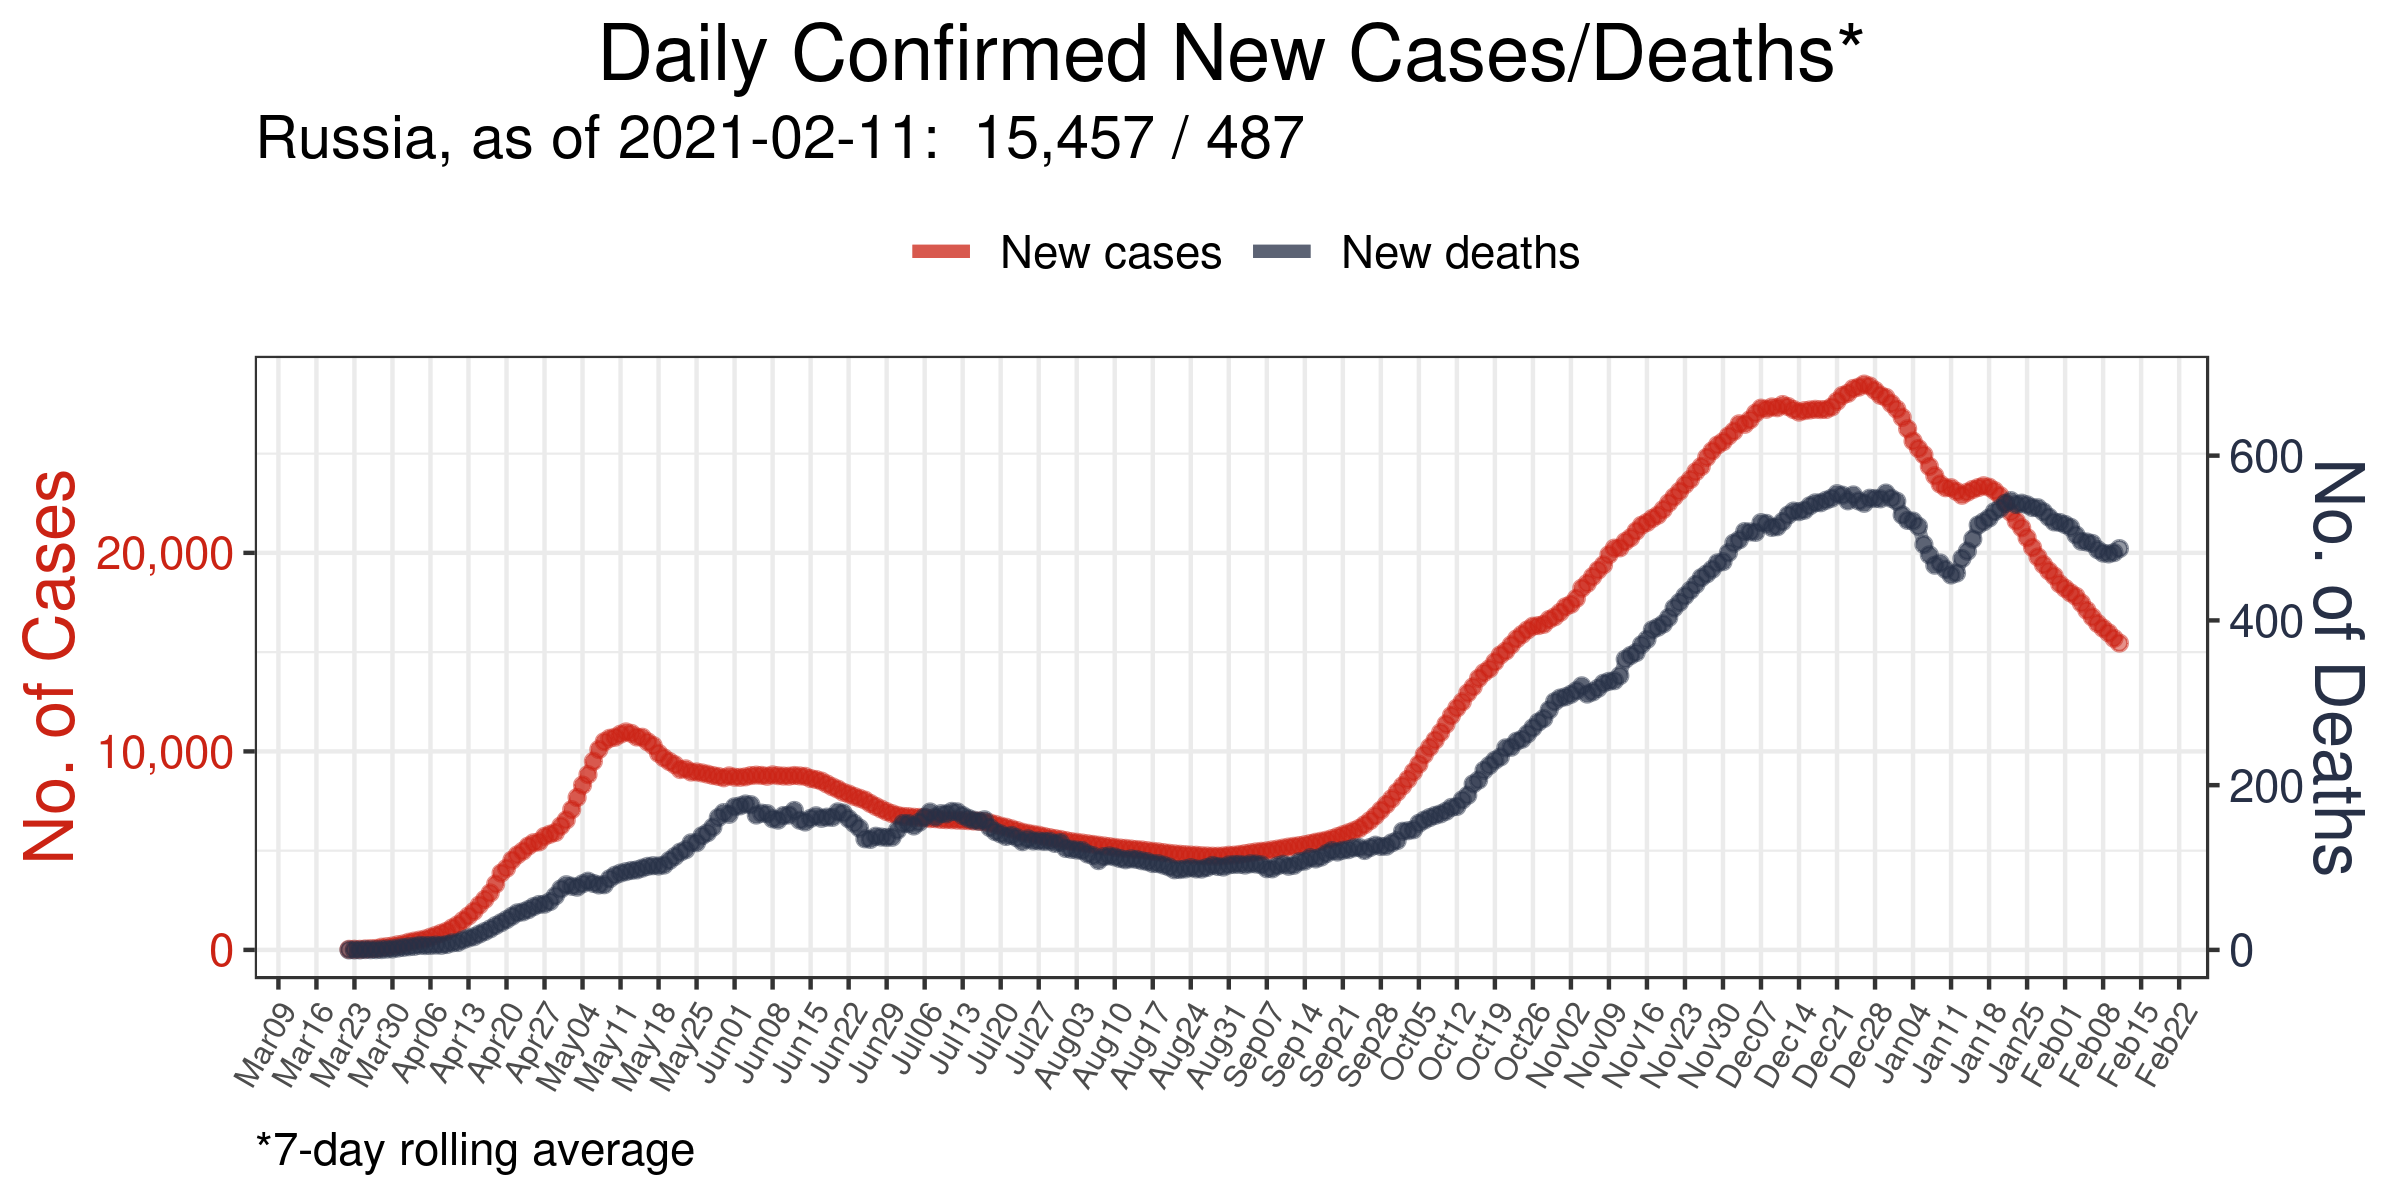 Daily Confirmed New Cases/Deaths*
Russia, as of 2021-02-11:  15,457 / 487
New cases
New deaths
No. of Cases
20,000
10,000
0
600
400
200
0
No. of Deaths
Mar09
Mar16
Mar23
Mar30
Apr06
Apr13
Apr20
Apr27
May04
May11
May18
May25
Jun01
Jun08
Jun15
Jun22
Jun29
Jul06
Jul13
Jul20
Jul27
Aug03
Aug10
Aug17
Aug24
Aug31
Sep07
Sep14
Sep21
Sep28
Oct05
Oct12
Oct19
Oct26
Nov02
Nov09
Nov16
Nov23
Nov30
Dec07
Dec14
Dec21
Dec28
Jan04
Jan11
Jan18
Jan25
Feb01
Feb08
Feb15
Feb22
*7-day rolling average